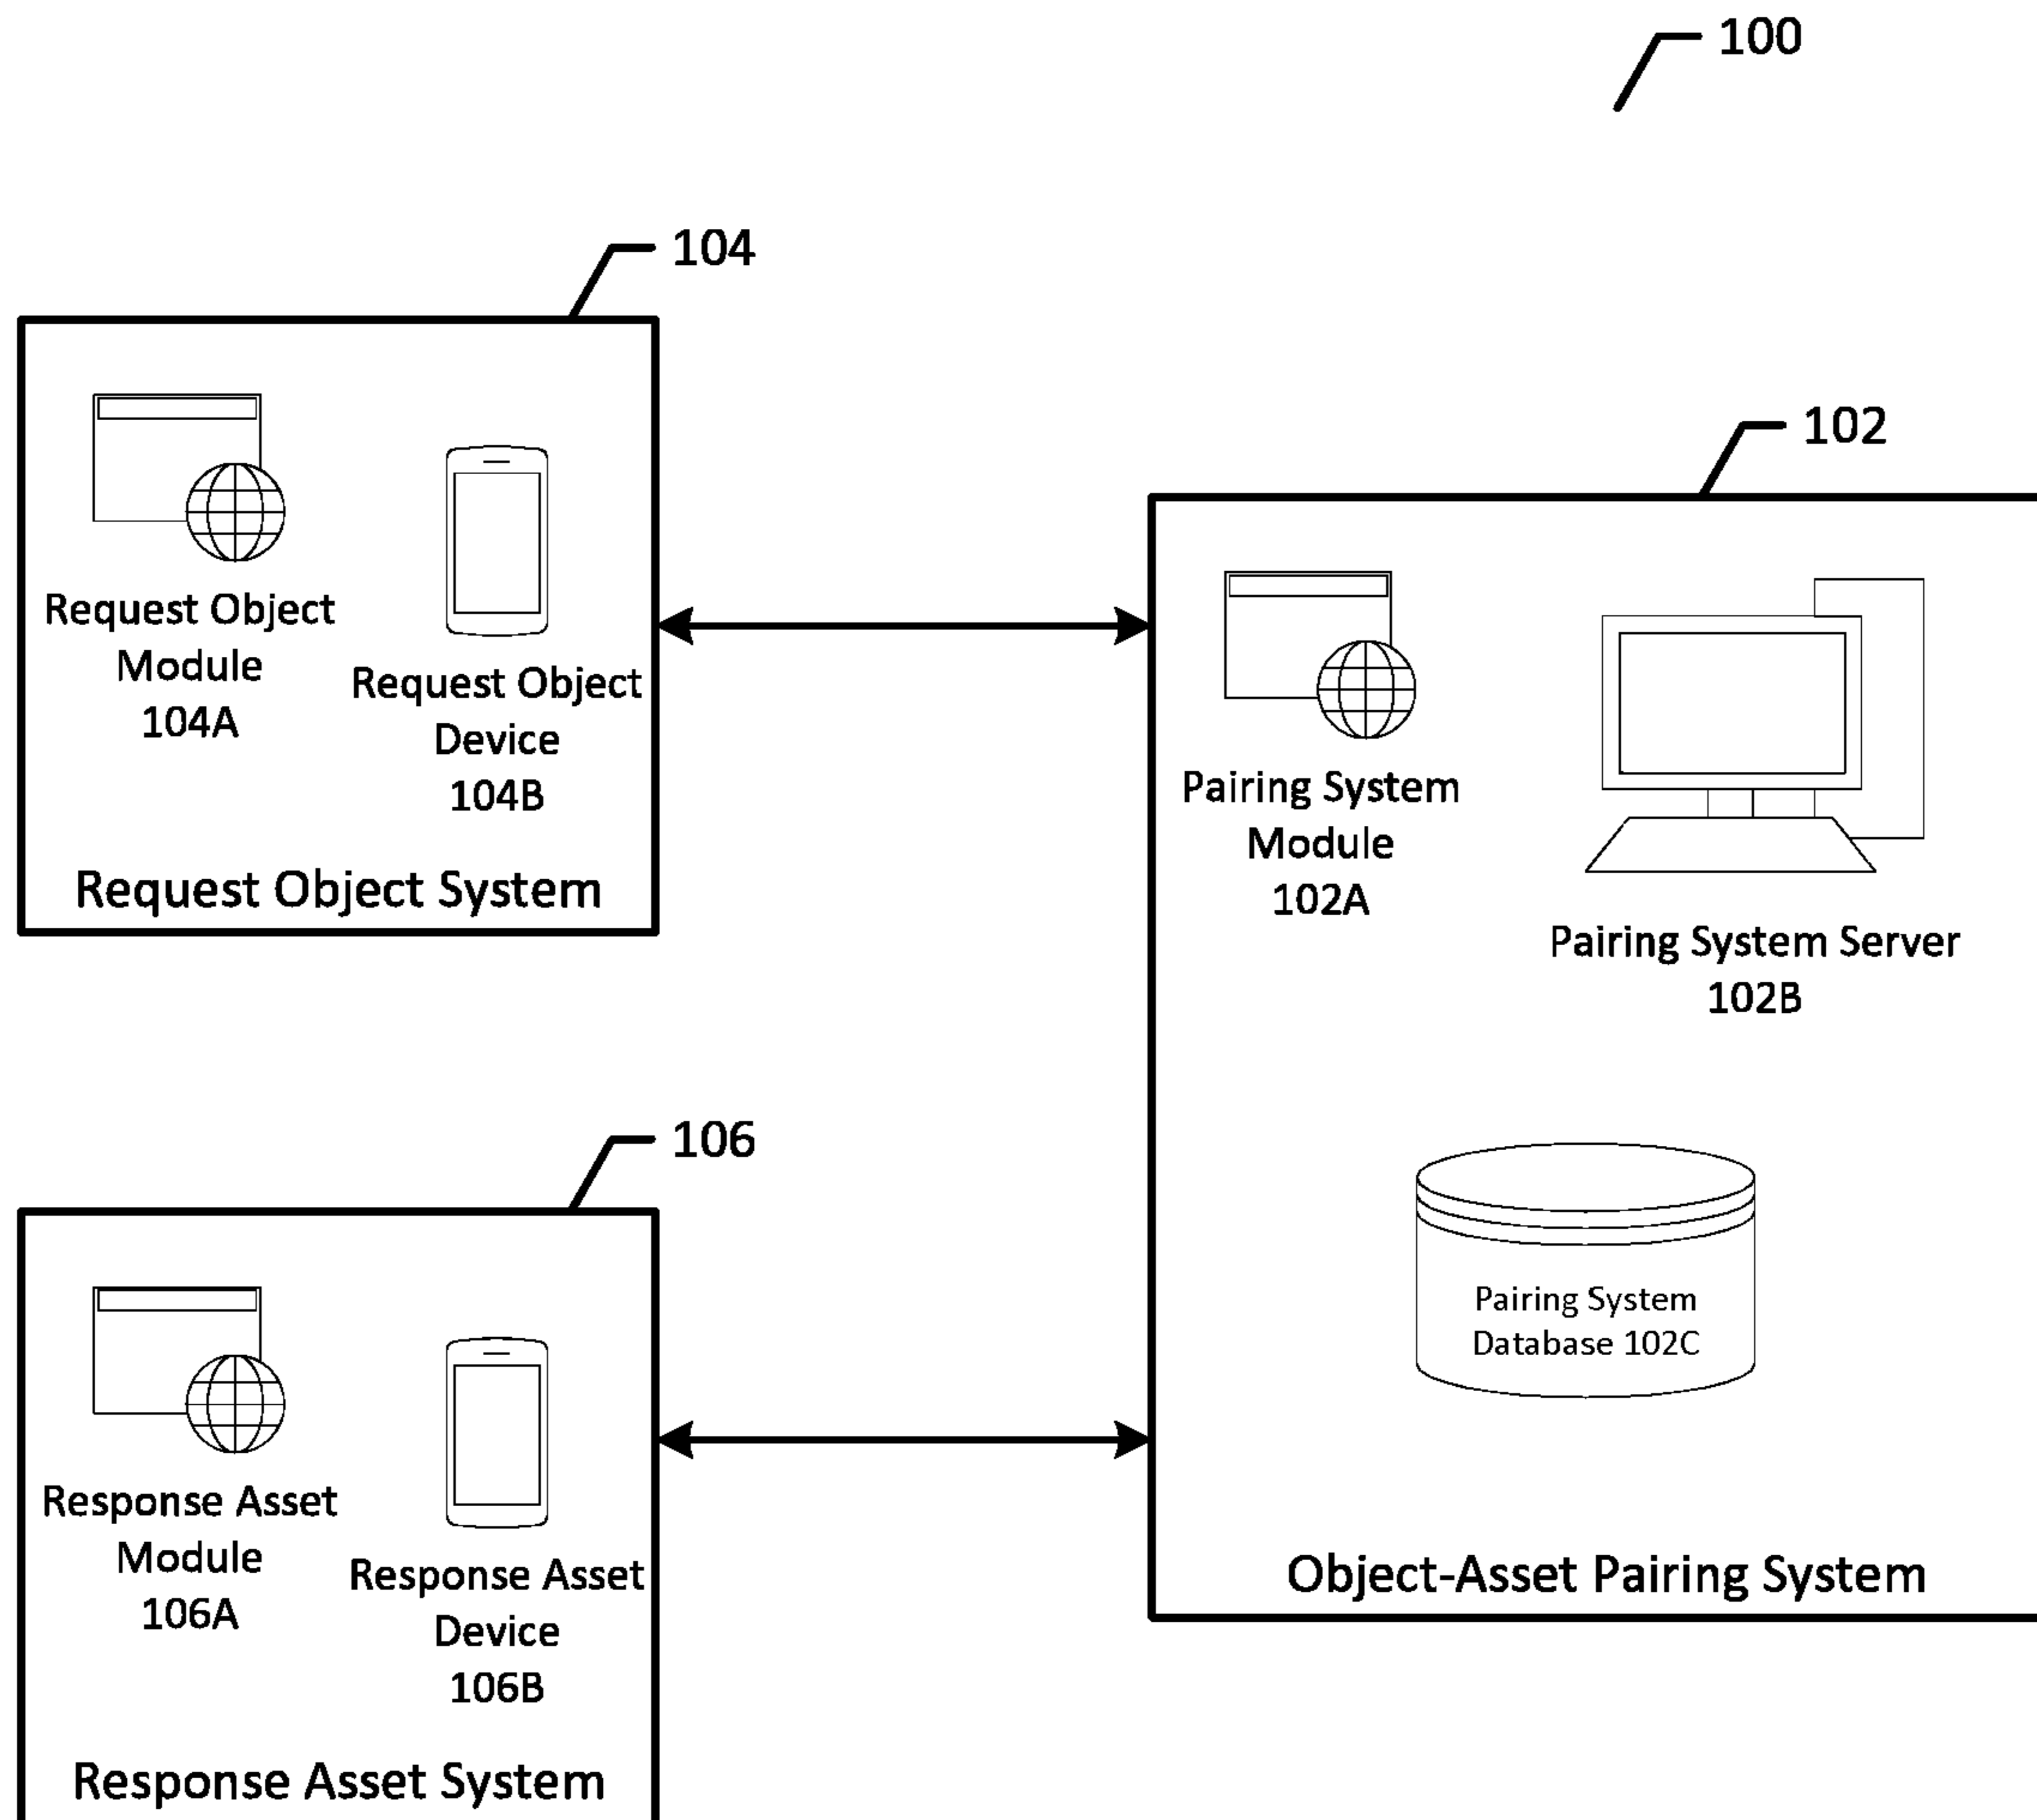 100
104
Request Object
Module
104A
Request Object
Device
104B
Request Object System
102
Pairing System
Module
102A
Pairing System Server
102B
Pairing System
Database 102C
Object-Asset Pairing System
106
Response Asset
Module
106A
Response Asset
Device
106B
Response Asset System